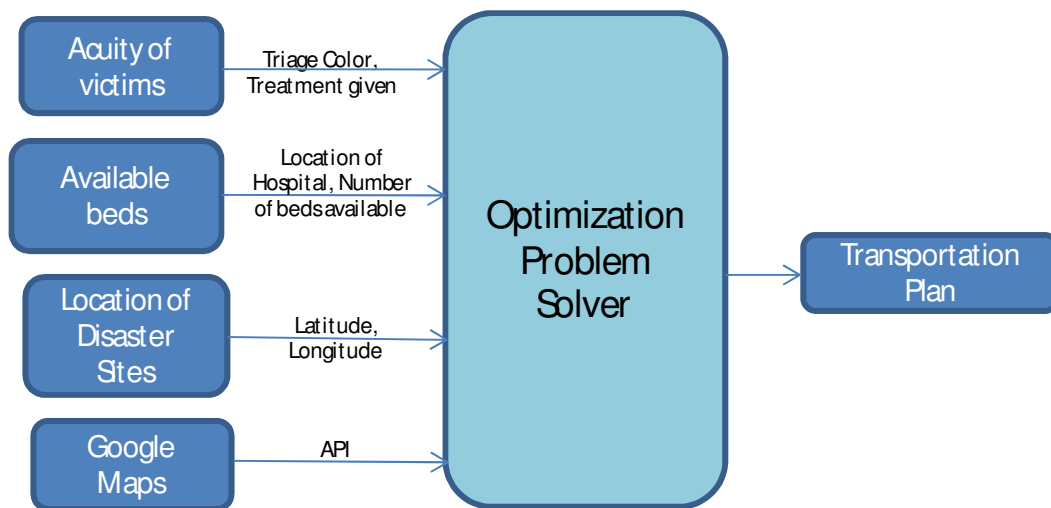 Acuity of
victims
Triage Color,
Treatment given
Available
beds
Location of
Hospital, Number
of beds available
Location of
Disaster
Sites
Latitude,
Longitude
Google
Maps
API
Optimization
Problem
Solver
Transportation
Plan